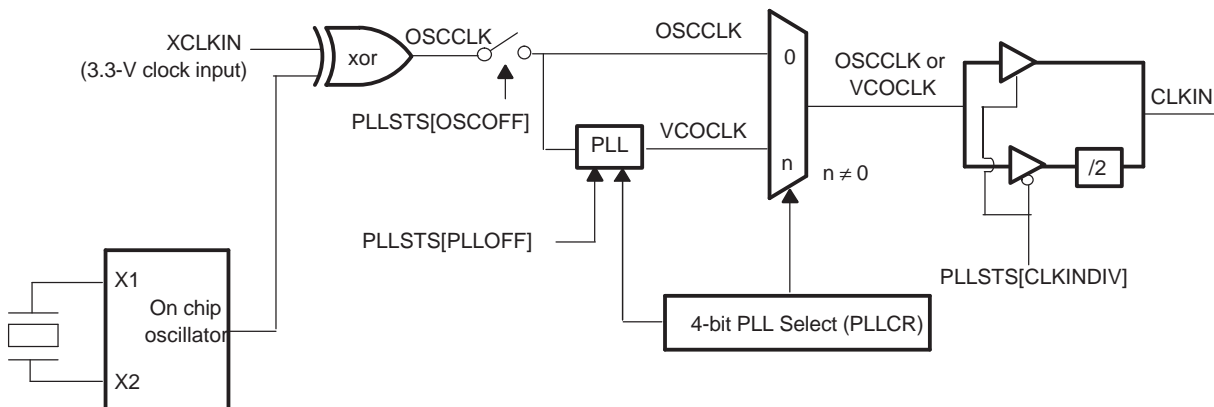 XCLKIN
(3.3-V clock input)
xor
OSCCLK
PLLSTS[OSCOFF]
OSCCLK
0
PLL
VCOCLK
n
n ≠ 0
OSCCLK or
VCOCLK
/2
CLKIN
PLLSTS[PLLOFF]
PLLSTS[CLKINDIV]
X1
On chip
oscillator
X2
4-bit PLL Select (PLLCR)